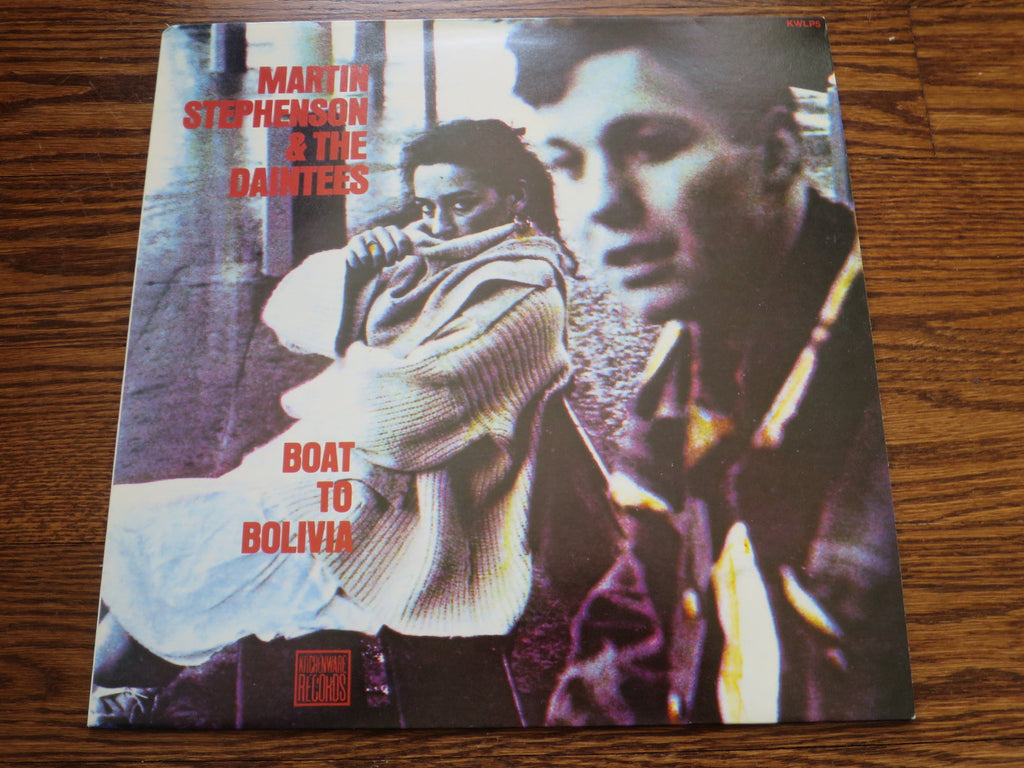 KWLP5
MARTIN
STEPHENSON
& THE
DAINTEES
BOAT
TO
BOLIVIA
KITCHENWARE
RECORDS